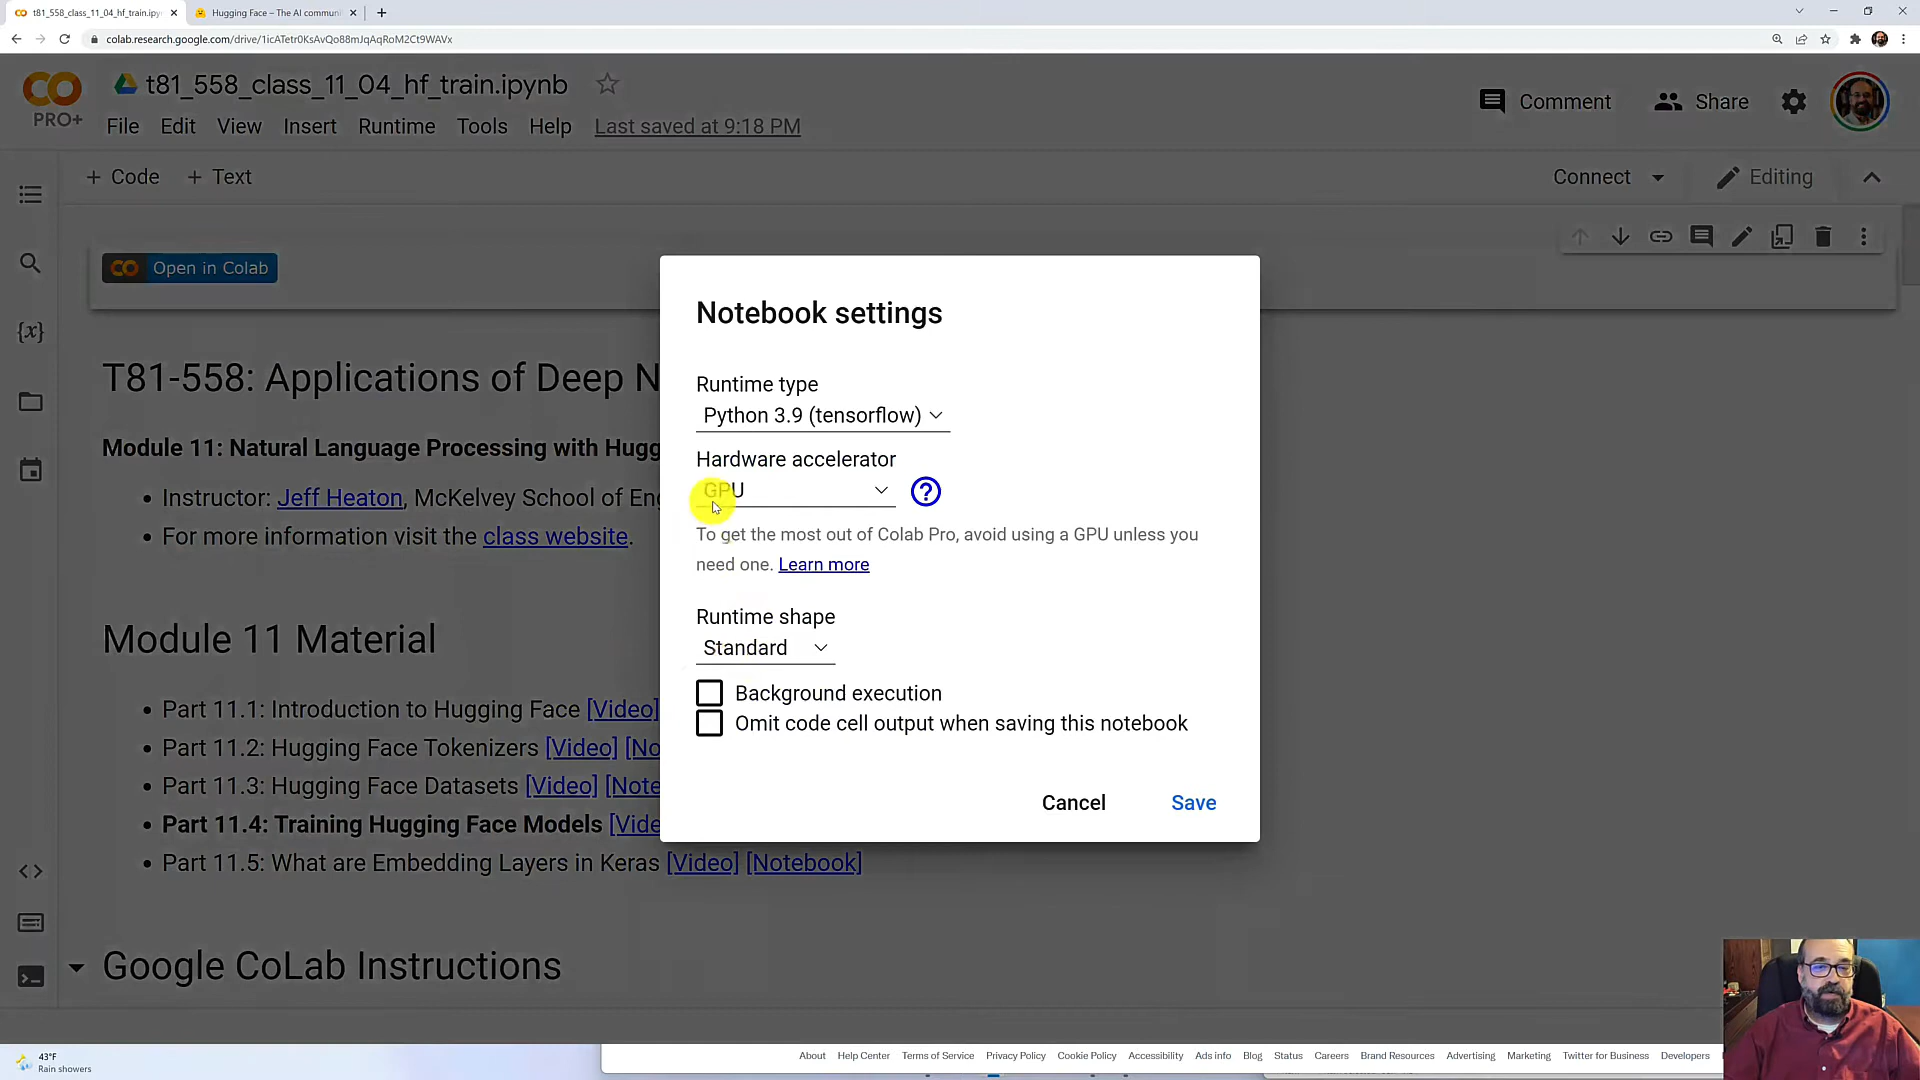 t81_558_class_11_04_hf_train.ipyn
Hugging Face – The AI communi
colab.research.google.com/drive/1icATetr0KsAvQo88mJqAqRoM2Ct9WAVx
CO
PRO+
t81_558_class_11_04_hf_train.ipynb
File Edit View Insert Runtime Tools Help Last saved at 9:18 PM
Comment Share
+ Code + Text
Connect Editing
{x}
CO Open in Colab
T81-558: Applications of Deep N
Module 11: Natural Language Processing with Hugg
• Instructor: Jeff Heaton, McKelvey School of En
• For more information visit the class website.
Module 11 Material
• Part 11.1: Introduction to Hugging Face [Video]
• Part 11.2: Hugging Face Tokenizers [Video] [No
• Part 11.3: Hugging Face Datasets [Video] [Note
• Part 11.4: Training Hugging Face Models [Vide
• Part 11.5: What are Embedding Layers in Keras [Video] [Notebook]
Google CoLab Instructions
Notebook settings
Runtime type
Python 3.9 (tensorflow)
Hardware accelerator
GPU
?
To get the most out of Colab Pro, avoid using a GPU unless you
need one. Learn more
Runtime shape
Standard
Background execution
Omit code cell output when saving this notebook
Cancel Save
43°F
Rain showers
About Help Center Terms of Service Privacy Policy Cookie Policy Accessibility Ads info Blog Status Careers Brand Resources Advertising Marketing Twitter for Business Developers